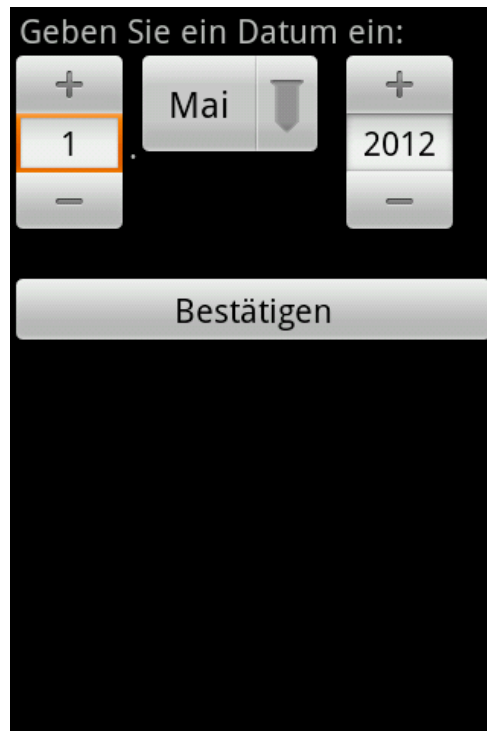 Geben Sie ein Datum ein:
+ Mai +
1 . 2012
− −
Bestätigen